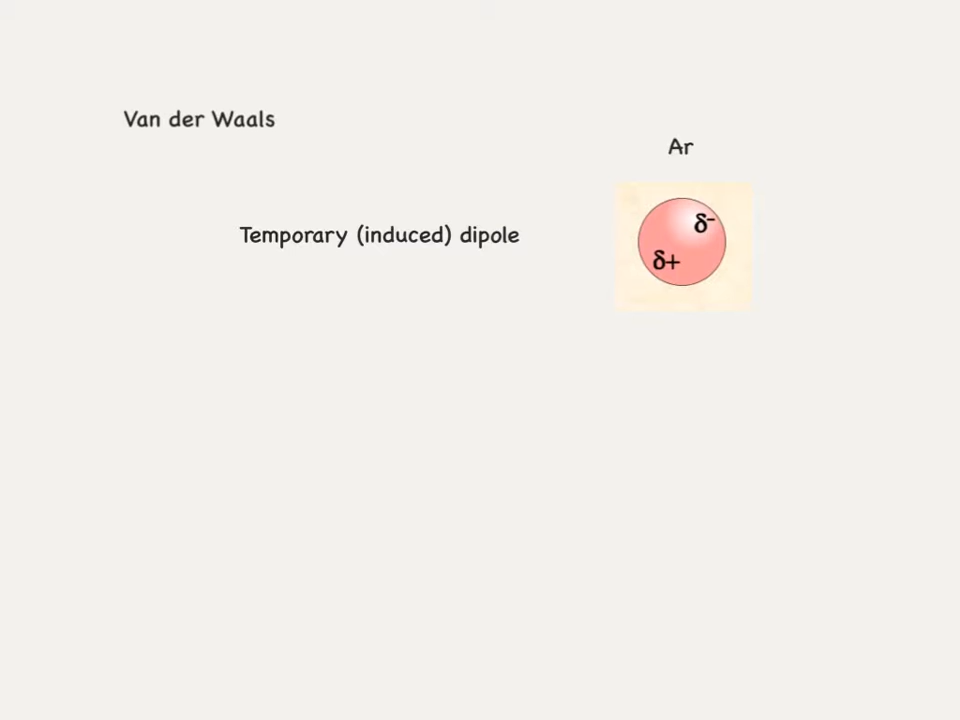 Van der Waals
Ar
Temporary (induced) dipole
δ-
δ+